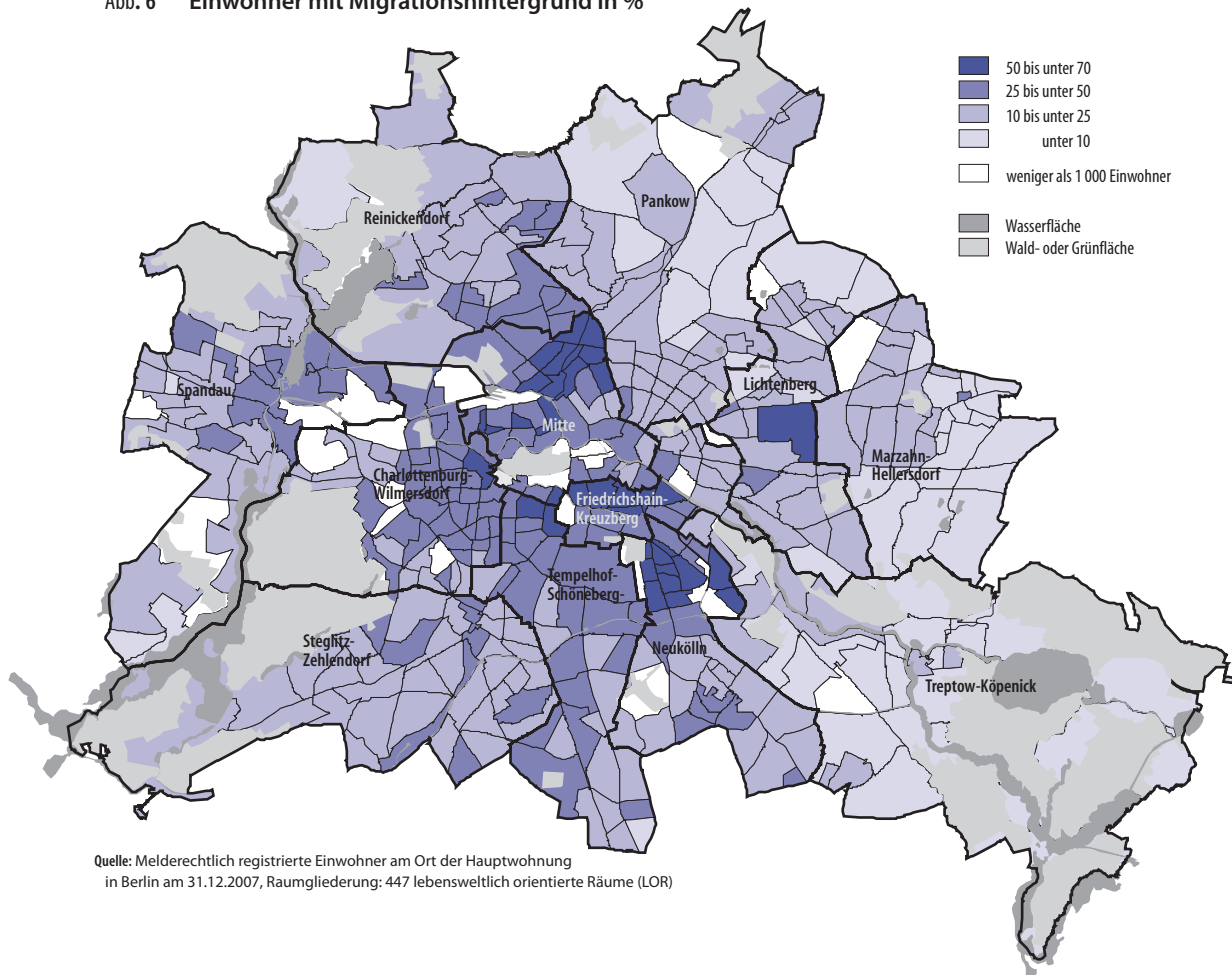 Abb. 6 Einwohner mit Migrationshintergrund in %
50 bis unter 70
25 bis unter 50
10 bis unter 25
unter 10
weniger als 1 000 Einwohner
Wasserfläche
Wald- oder Grünfläche
Reinickendorf
Pankow
Spandau
Mitte
Lichtenberg
Charlottenburg-
Wilmersdorf
Friedrichshain-
Kreuzberg
Marzahn-
Hellersdorf
Tempelhof-
Schöneberg-
Steglitz-
Zehlendorf
Neukölln
Treptow-Köpenick
Quelle: Melderechtlich registrierte Einwohner am Ort der Hauptwohnung
in Berlin am 31.12.2007, Raumgliederung: 447 lebensweltlich orientierte Räume (LOR)